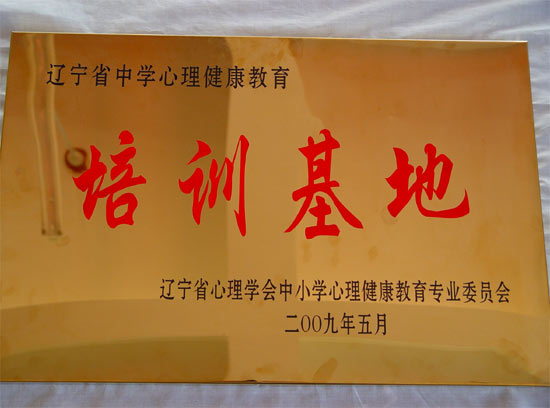 辽宁省中学心理健康教育
培训基地
辽宁省心理学会中小学心理健康教育专业委员会
二00九年五月